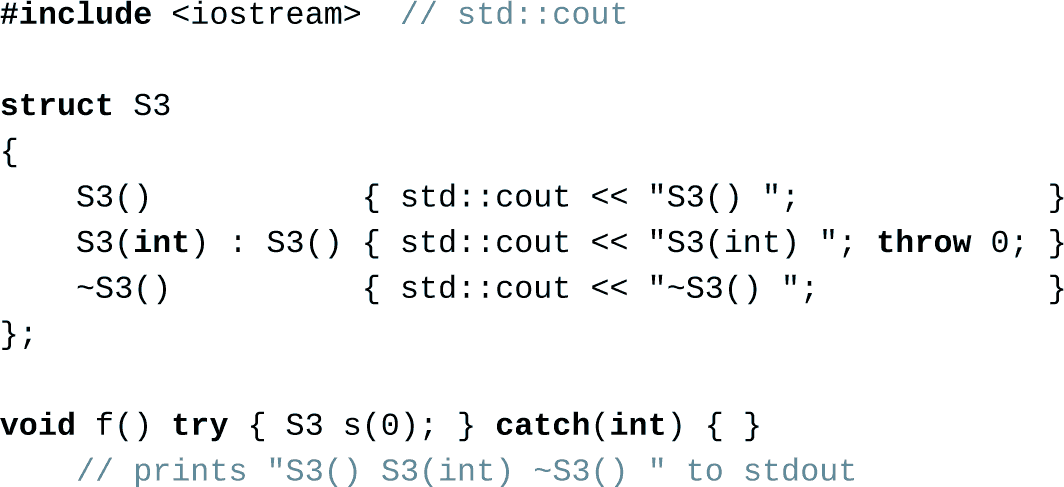 #include <iostream>  // std::cout

struct S3
{
    S3()           { std::cout << "S3() ";             }
    S3(int) : S3() { std::cout << "S3(int) "; throw 0; }
    ~S3()          { std::cout << "~S3() ";            }
};

void f() try { S3 s(0); } catch(int) { }
    // prints "S3() S3(int) ~S3() " to stdout